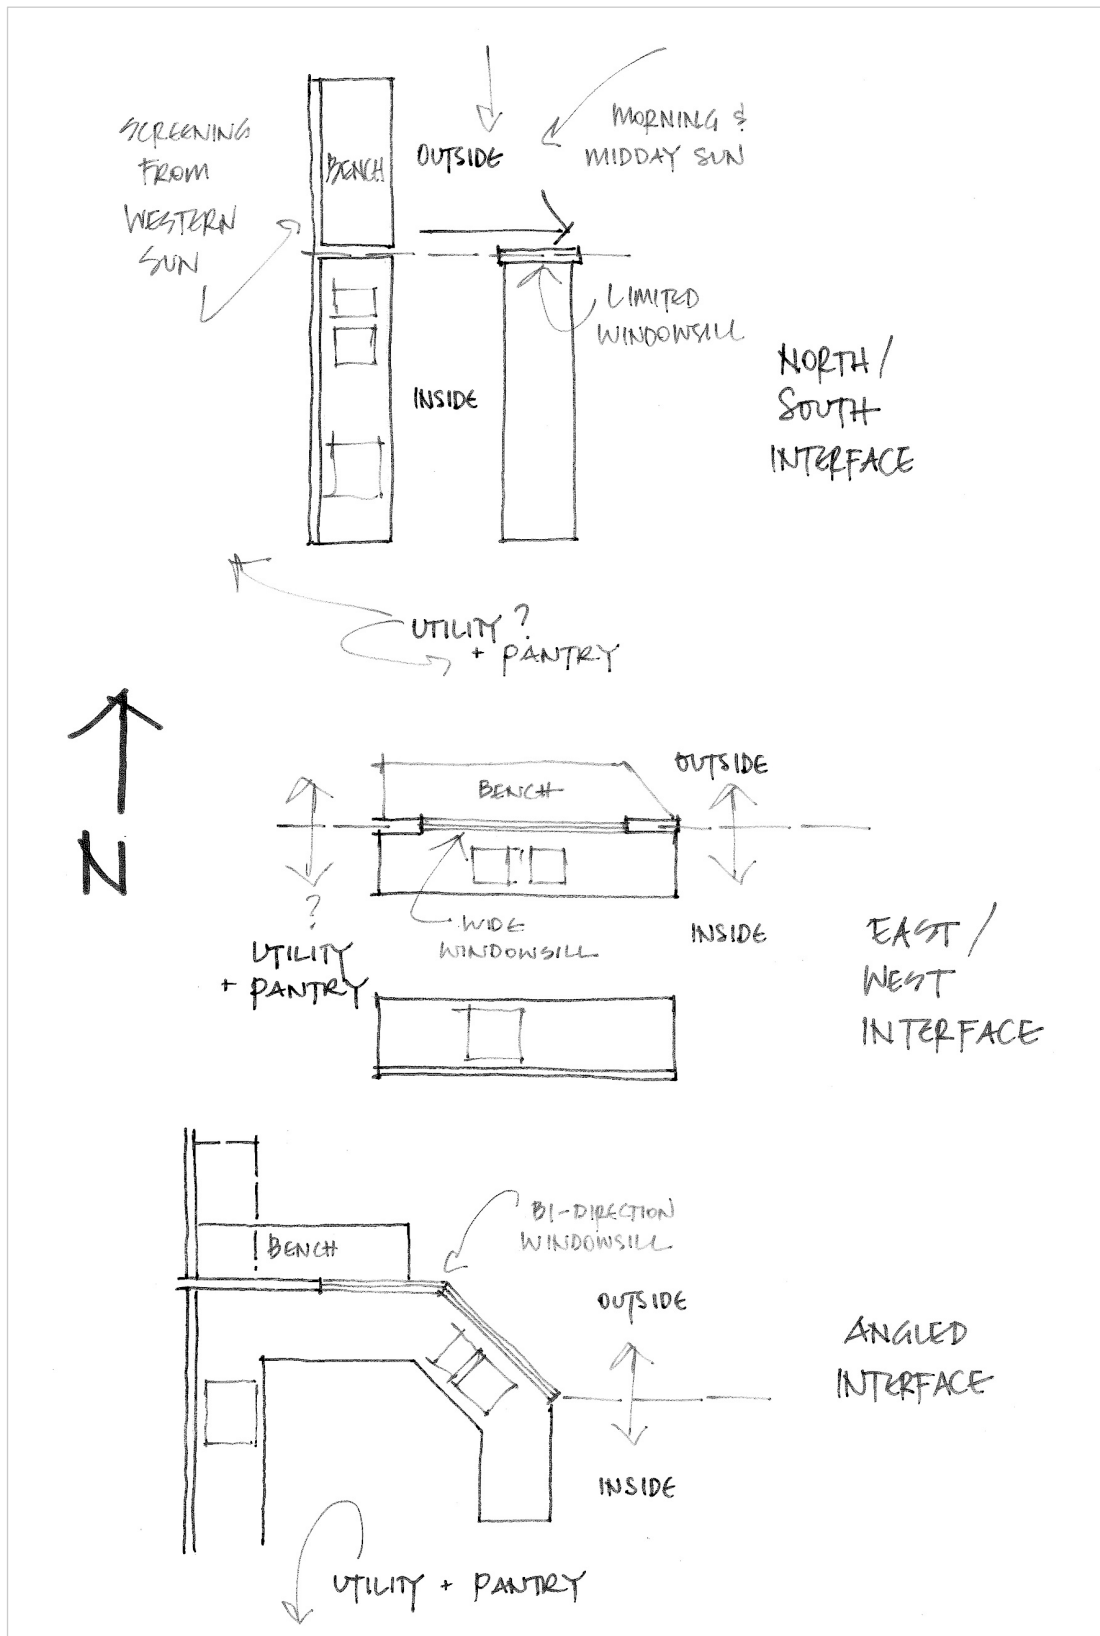 SCREENING
FROM
WESTERN
SUN
BENCH
OUTSIDE
MORNING &
MIDDAY SUN
LIMITED
WINDOWSILL
INSIDE
NORTH /
SOUTH
INTERFACE
UTILITY ?
+ PANTRY
N
BENCH
OUTSIDE
?
UTILITY
+ PANTRY
WIDE
WINDOWSILL
INSIDE
EAST /
WEST
INTERFACE
BENCH
BI-DIRECTION
WINDOWSILL
OUTSIDE
ANGLED
INTERFACE
INSIDE
UTILITY + PANTRY